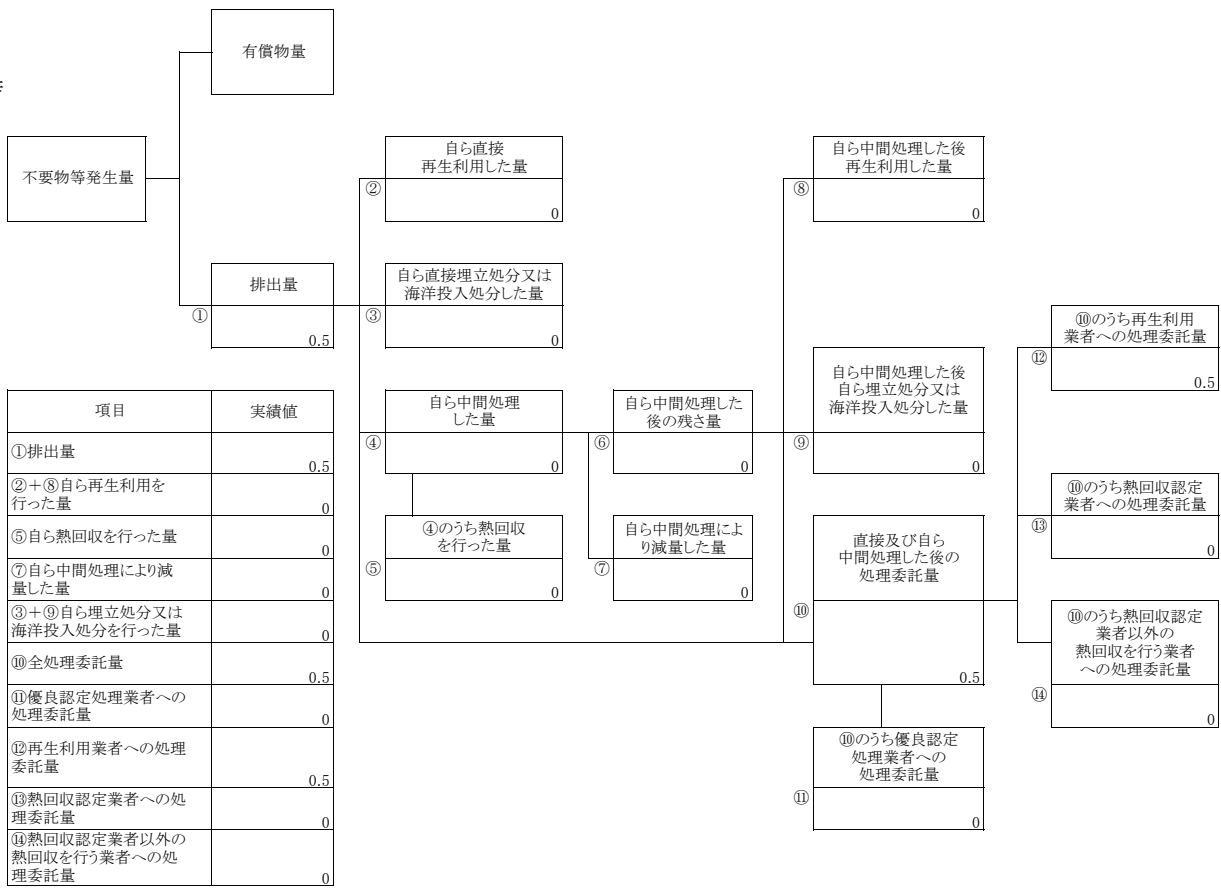 有償物量
不要物等発生量
排出量
①
0.5
自ら直接
再生利用した量
②
0
自ら直接埋立処分又は
海洋投入処分した量
③
0
自ら中間処理
した量
④
0
④のうち熱回収
を行った量
⑤
0
自ら中間処理した
後の残さ量
⑥
0
自ら中間処理によ
り減量した量
⑦
0
自ら中間処理した後
再生利用した量
⑧
0
自ら中間処理した後
自ら埋立処分又は
海洋投入処分した量
⑨
0
直接及び自ら
中間処理した後の
処理委託量
⑩
0.5
⑩のうち優良認定
処理業者への
処理委託量
⑪
0
⑩のうち再生利用
業者への処理委託量
⑫
0.5
⑩のうち熱回収認定
業者への処理委託量
⑬
0
⑩のうち熱回収認定
業者以外の
熱回収を行う業者
への処理委託量
⑭
0
項目 実績値
①排出量
0.5
②+⑧自ら再生利用を
行った量
0
⑤自ら熱回収を行った量
0
⑦自ら中間処理により減
量した量
0
③+⑨自ら埋立処分又は
海洋投入処分を行った量
0
⑩全処理委託量
0.5
⑪優良認定処理業者への
処理委託量
0
⑫再生利用業者への処理
委託量
0.5
⑬熱回収認定業者への処
理委託量
0
⑭熱回収認定業者以外の
熱回収を行う業者への処
理委託量
0